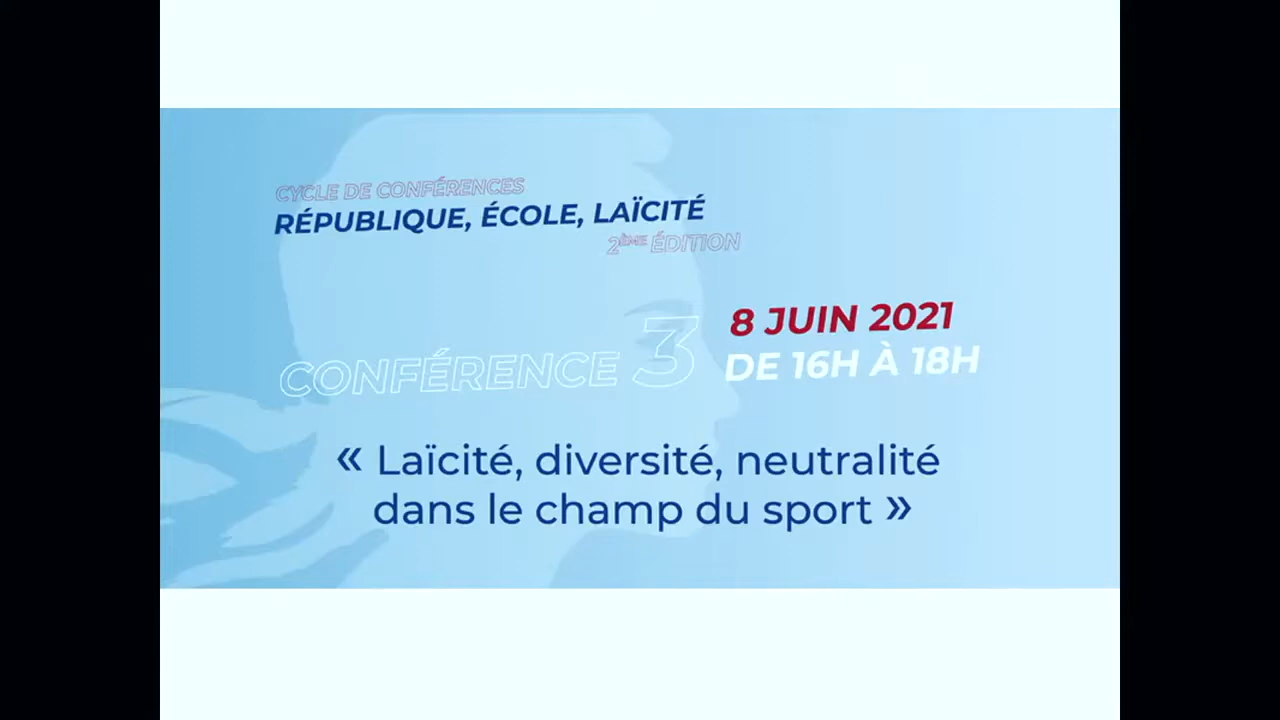 CYCLE DE CONFÉRENCES
RÉPUBLIQUE, ÉCOLE, LAÏCITÉ
2ÈME ÉDITION
CONFÉRENCE 3
8 JUIN 2021
DE 16H À 18H
« Laïcité, diversité, neutralité
dans le champ du sport »